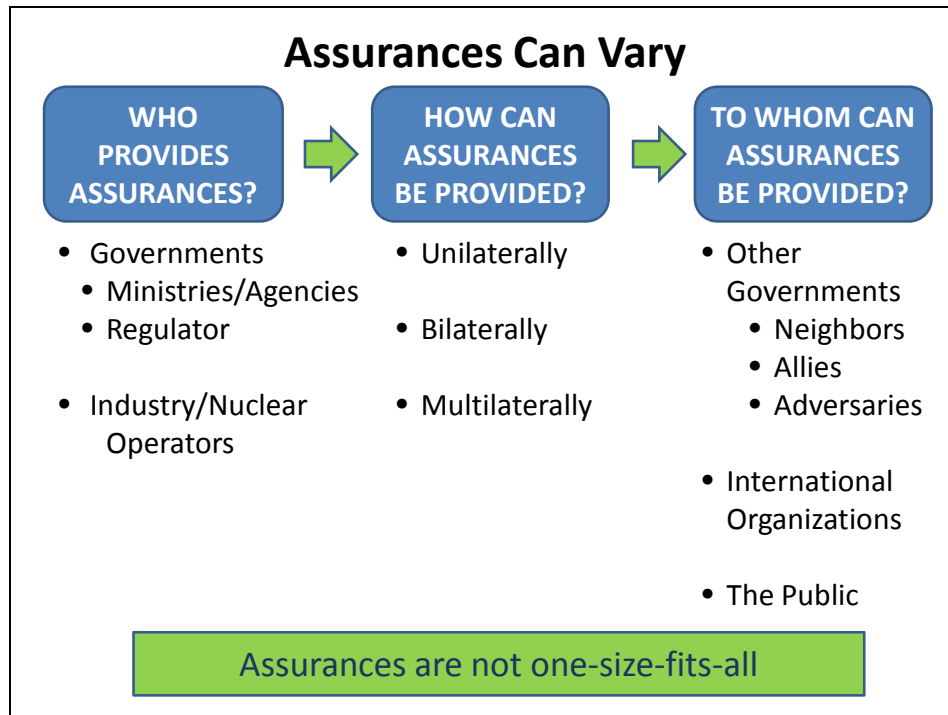 Assurances Can Vary
WHO
PROVIDES
ASSURANCES?
HOW CAN
ASSURANCES
BE PROVIDED?
TO WHOM CAN
ASSURANCES
BE PROVIDED?
• Governments
• Ministries/Agencies
• Regulator
• Industry/Nuclear
Operators
• Unilaterally
• Bilaterally
• Multilaterally
• Other
Governments
• Neighbors
• Allies
• Adversaries
• International
Organizations
• The Public
Assurances are not one-size-fits-all